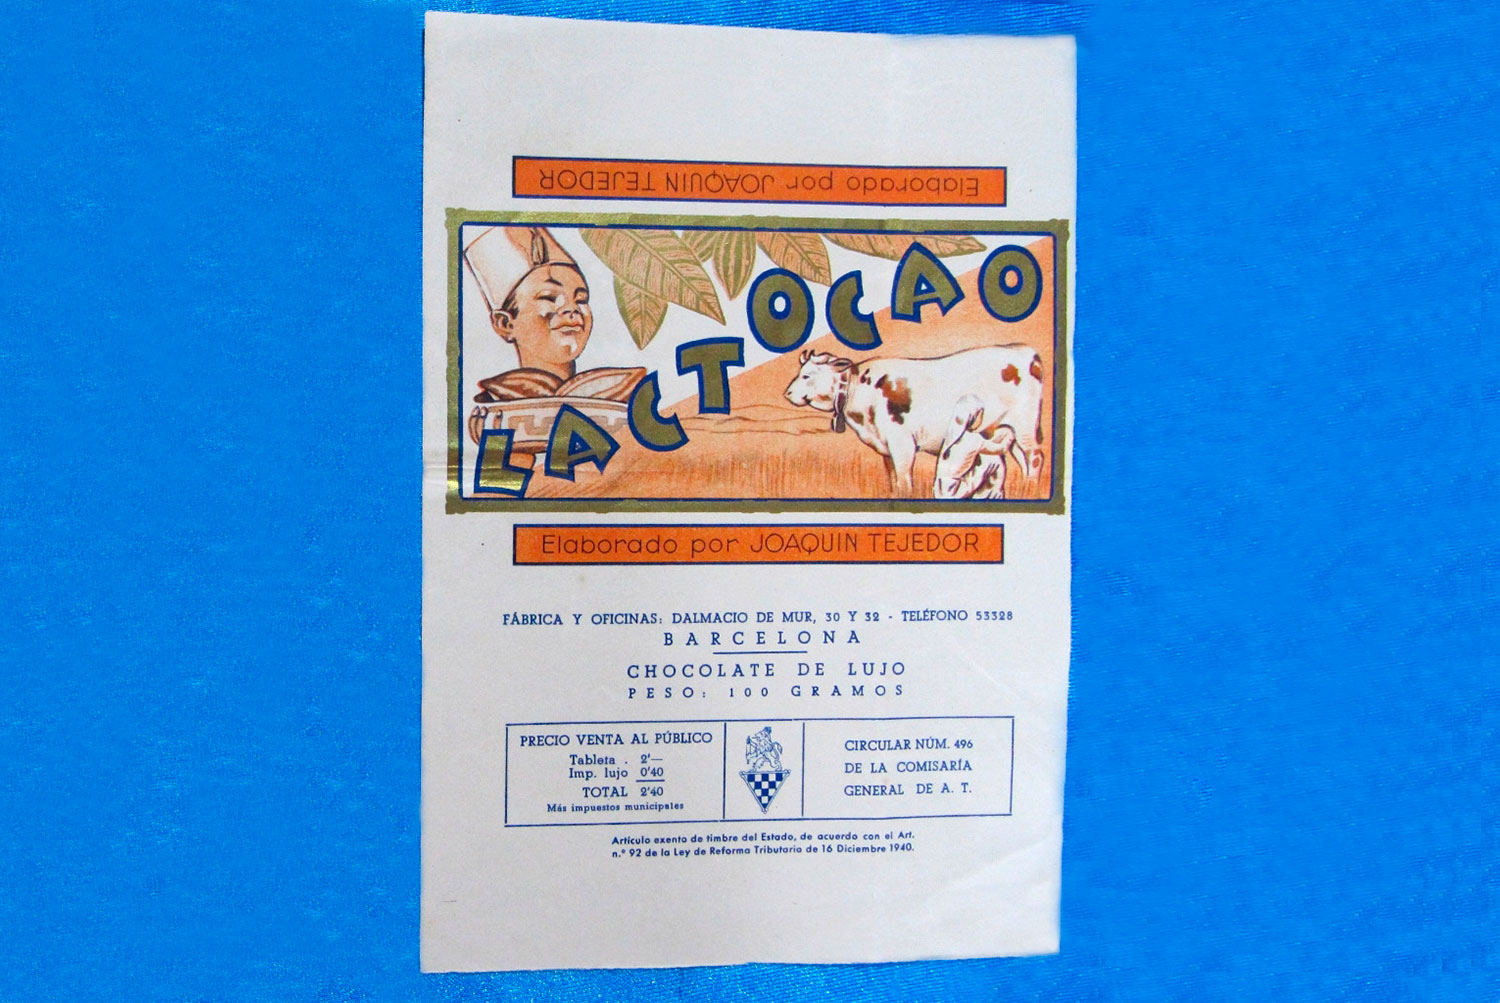 Elaborado por JOAQUIN TEJEDOR
LACTOCAO
Elaborado por JOAQUIN TEJEDOR
FÁBRICA Y OFICINAS: DALMACIO DE MUR, 30 Y 32 - TELÉFONO 53328
BARCELONA
CHOCOLATE DE LUJO
PESO: 100 GRAMOS
PRECIO VENTA AL PÚBLICO
Tableta . 2'—
Imp. lujo 0'40
TOTAL 2'40
Más impuestos municipales
CIRCULAR NÚM. 496
DE LA COMISARÍA
GENERAL DE A. T.
Artículo exento de timbre del Estado, de acuerdo con el Art.
n.º 92 de la Ley de Reforma Tributaria de 16 Diciembre 1940.